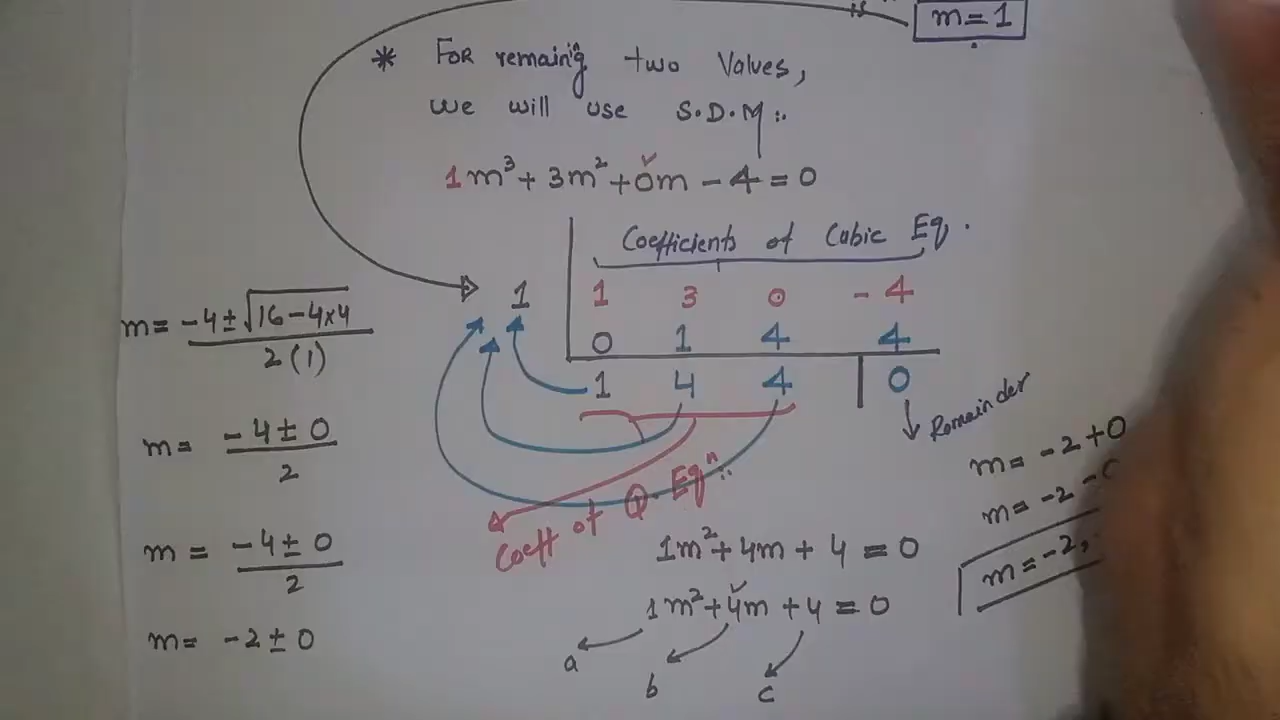 m=1
* FOR remaining two Values,
we will use S.D.M:.
1m³+3m²+0m-4=0
Coefficients of Cubic Eq.
1 1 3 0 -4
0 1 4 4
1 4 4 0
Remainder
Coeff of Q. Eqⁿ:.
1m²+4m+4=0
1m²+4m+4=0
a b c
m= -4±√16-4×4 / 2(1)
m= -4±0 / 2
m= -4±0 / 2
m= -2±0
m= -2+0
m= -2-
m=-2,